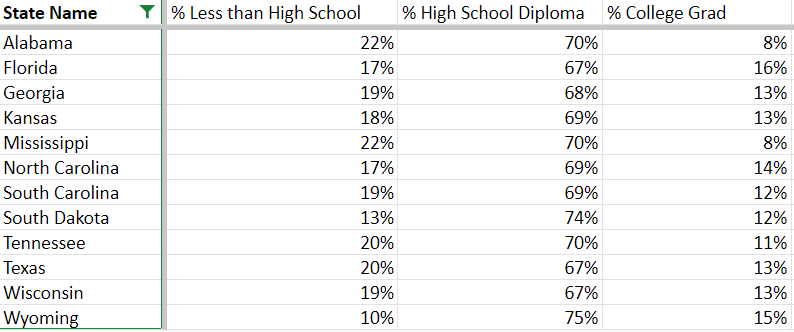 State Name % Less than High School % High School Diploma % College Grad
Alabama 22% 70% 8%
Florida 17% 67% 16%
Georgia 19% 68% 13%
Kansas 18% 69% 13%
Mississippi 22% 70% 8%
North Carolina 17% 69% 14%
South Carolina 19% 69% 12%
South Dakota 13% 74% 12%
Tennessee 20% 70% 11%
Texas 20% 67% 13%
Wisconsin 19% 67% 13%
Wyoming 10% 75% 15%